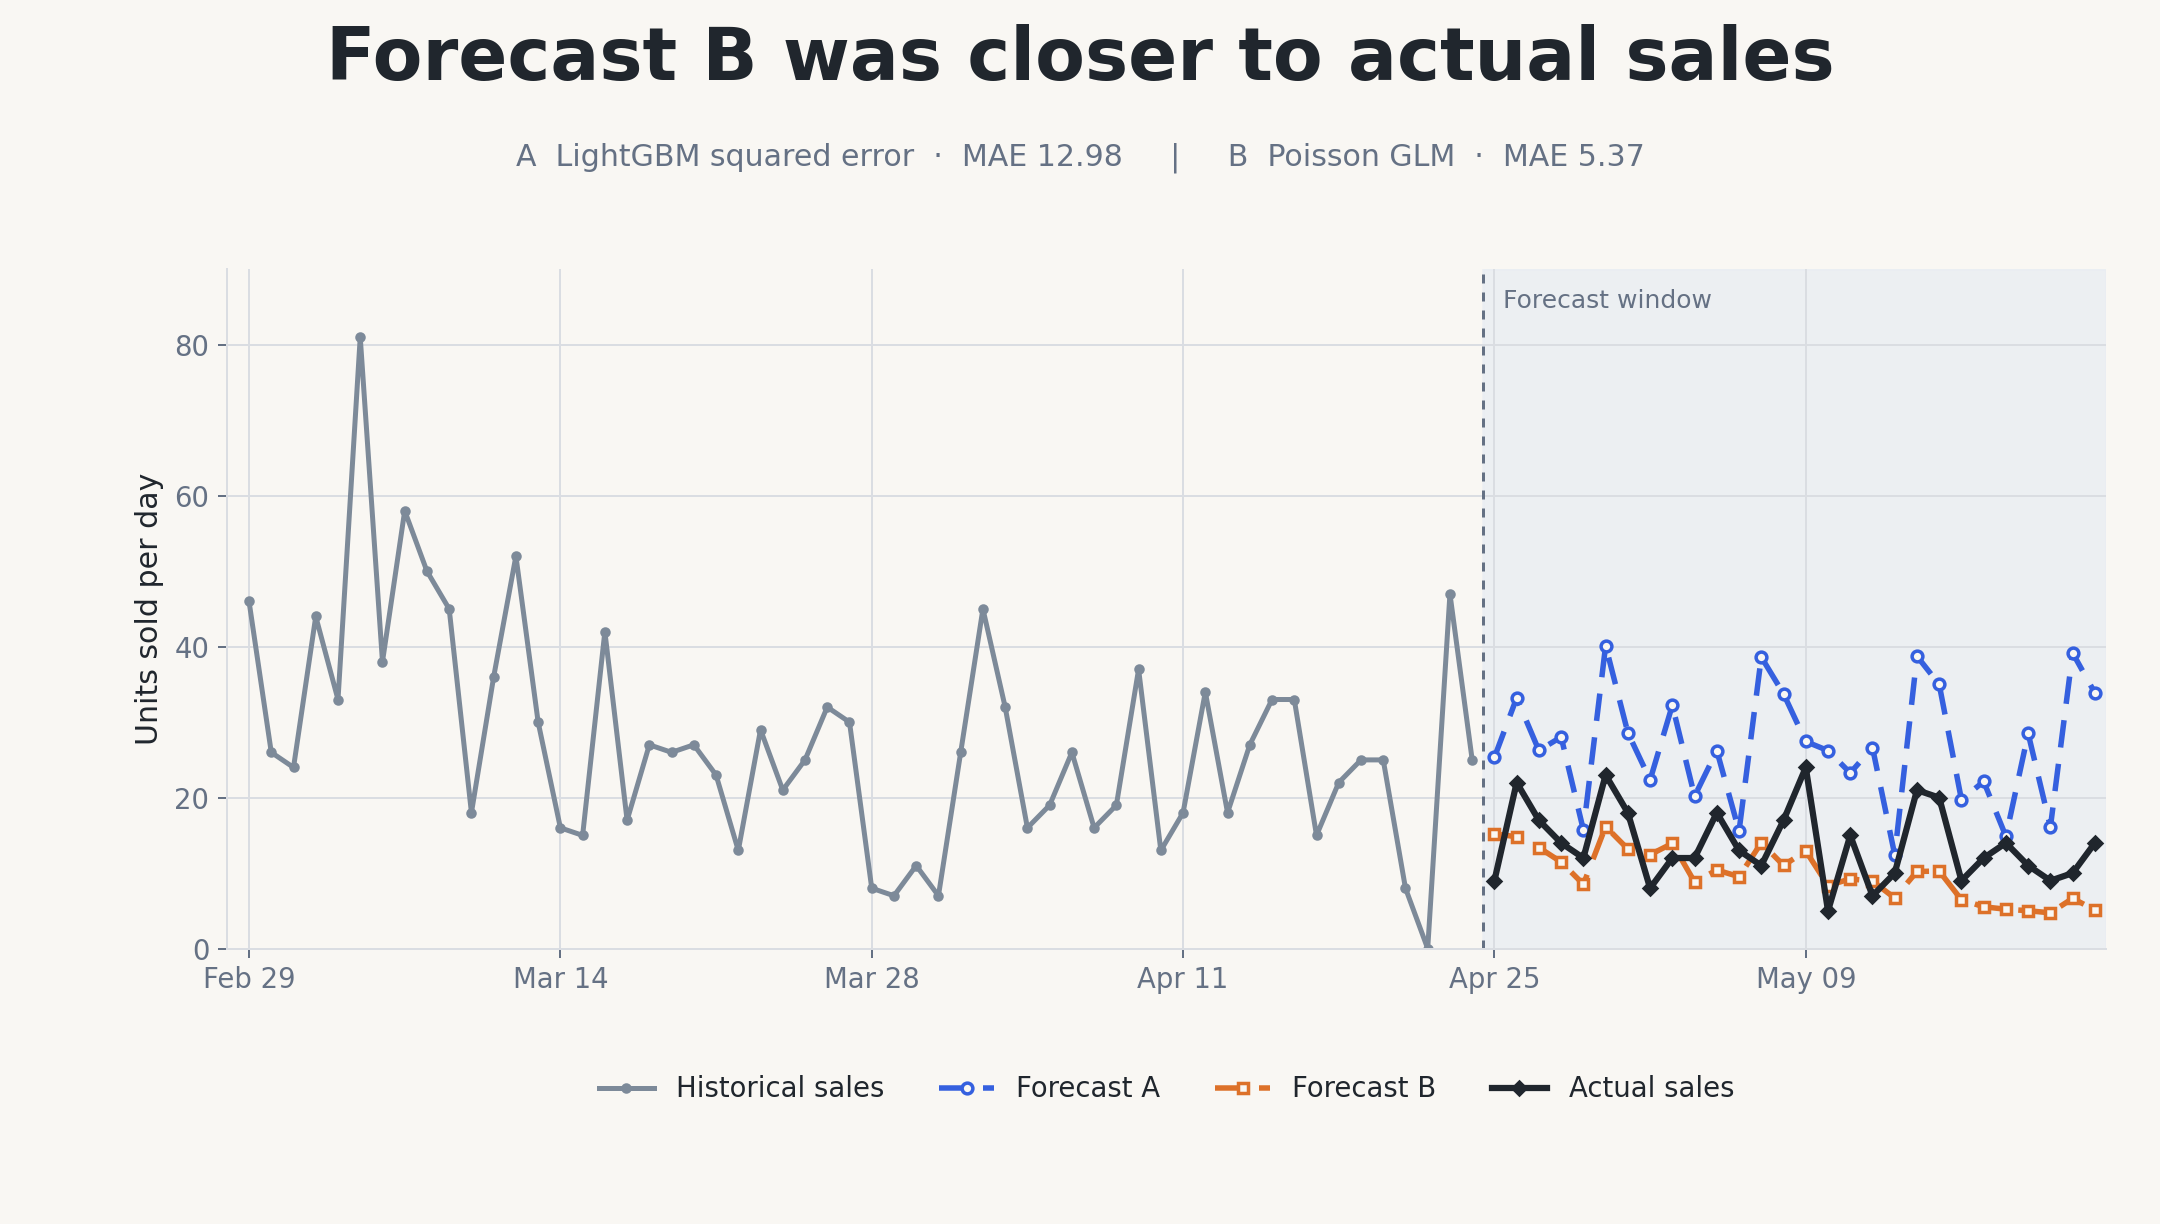 Forecast B was closer to actual sales
A  LightGBM squared error  ·  MAE 12.98  |  B  Poisson GLM  ·  MAE 5.37
Forecast window
Units sold per day
80
60
40
20
0
Feb 29  Mar 14  Mar 28  Apr 11  Apr 25  May 09
Historical sales  Forecast A  Forecast B  Actual sales